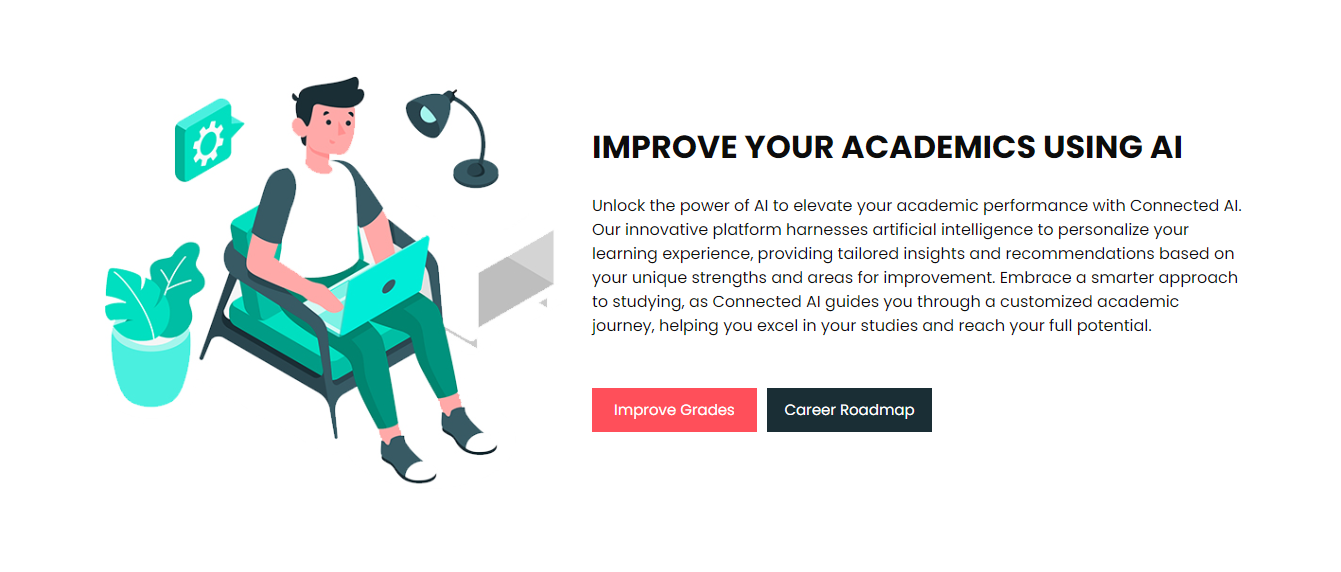 IMPROVE YOUR ACADEMICS USING AI
Unlock the power of AI to elevate your academic performance with Connected AI.
Our innovative platform harnesses artificial intelligence to personalize your
learning experience, providing tailored insights and recommendations based on
your unique strengths and areas for improvement. Embrace a smarter approach
to studying, as Connected AI guides you through a customized academic
journey, helping you excel in your studies and reach your full potential.
Improve Grades
Career Roadmap